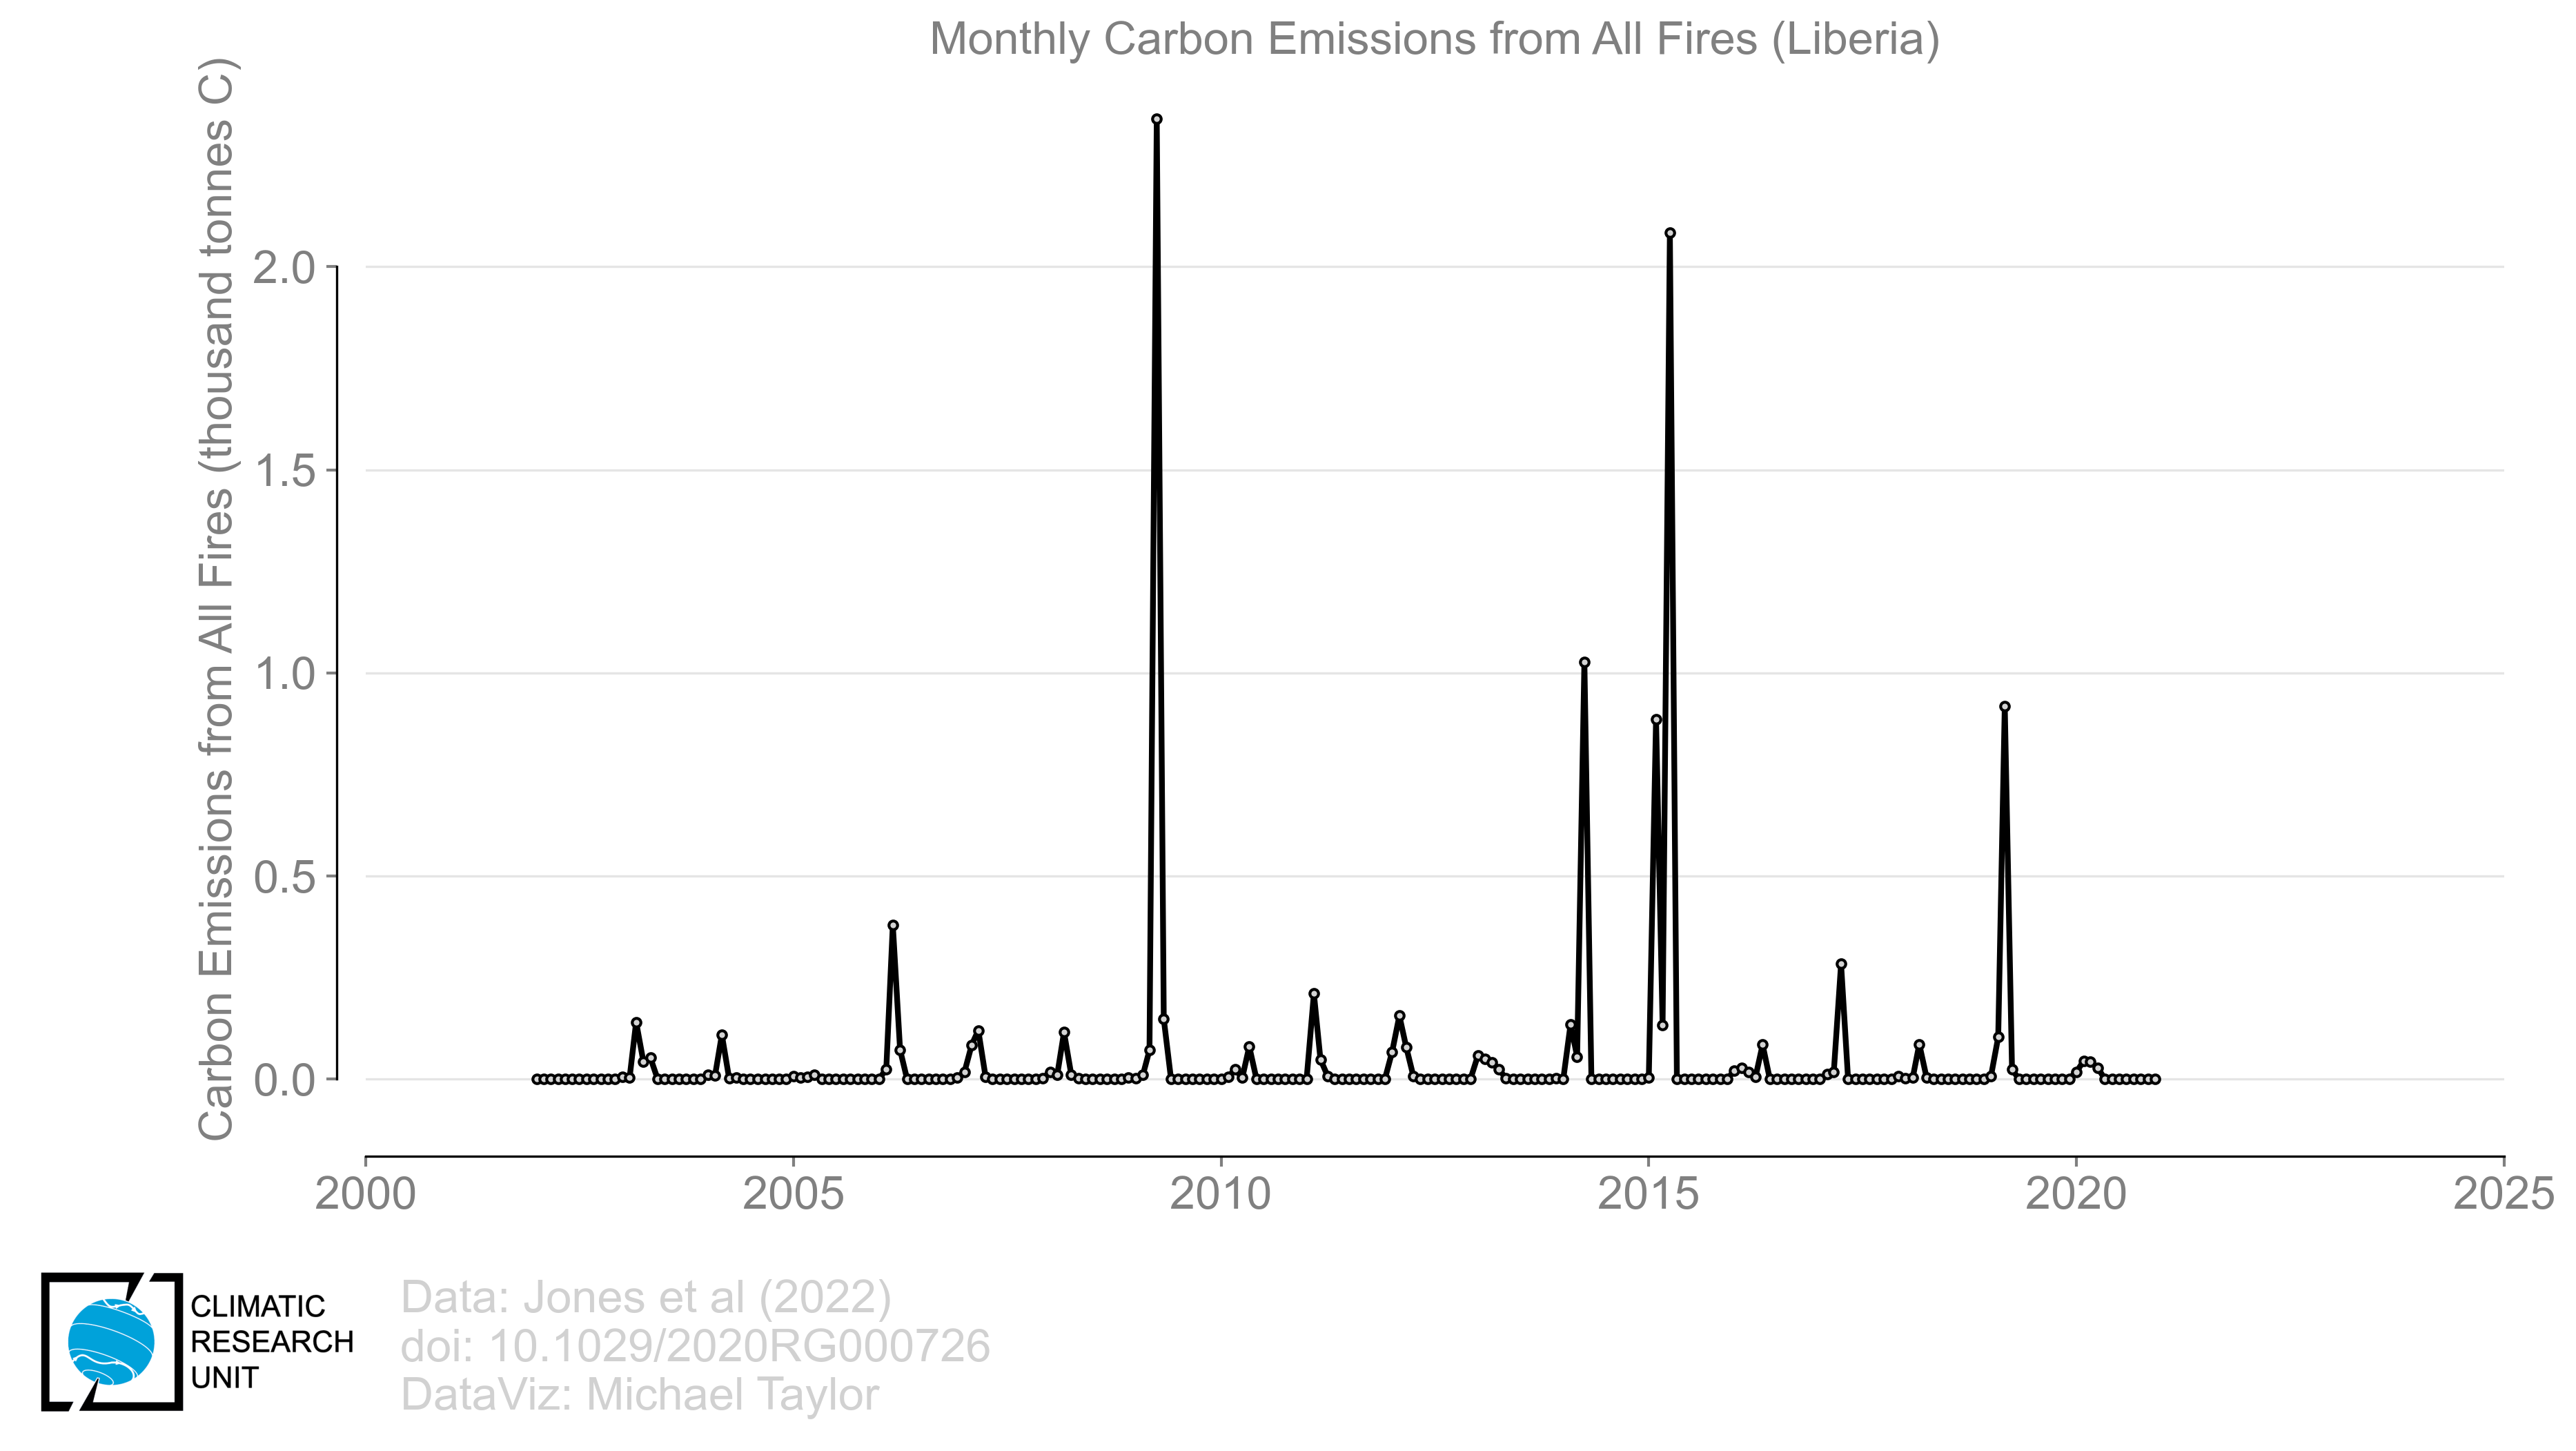 Monthly Carbon Emissions from All Fires (Liberia)
Carbon Emissions from All Fires (thousand tonnes C)
2.0
1.5
1.0
0.5
0.0
2000 2005 2010 2015 2020 2025
CLIMATIC
RESEARCH
UNIT
Data: Jones et al (2022)
doi: 10.1029/2020RG000726
DataViz: Michael Taylor